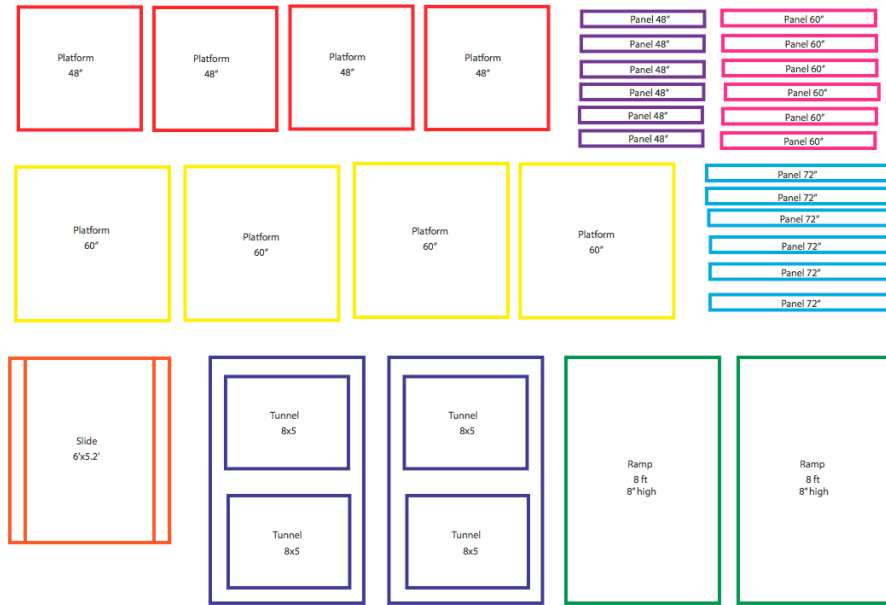 Platform
48"
Platform
48"
Platform
48"
Platform
48"
Panel 48"
Panel 48"
Panel 48"
Panel 48"
Panel 48"
Panel 48"
Panel 60"
Panel 60"
Panel 60"
Panel 60"
Panel 60"
Panel 60"
Platform
60"
Platform
60"
Platform
60"
Platform
60"
Panel 72"
Panel 72"
Panel 72"
Panel 72"
Panel 72"
Panel 72"
Slide
6'x5.2'
Tunnel
8x5
Tunnel
8x5
Tunnel
8x5
Tunnel
8x5
Ramp
8 ft
8" high
Ramp
8 ft
8" high